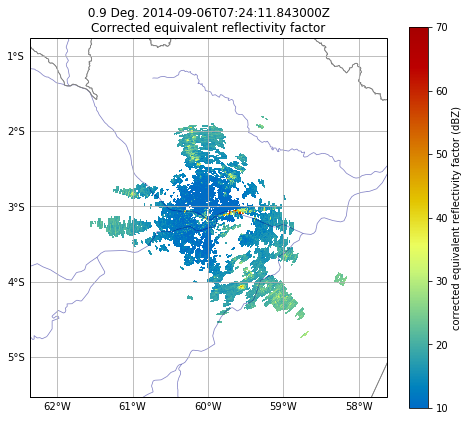 0.9 Deg. 2014-09-06T07:24:11.843000Z
Corrected equivalent reflectivity factor
1°S
2°S
3°S
4°S
5°S
62°W
61°W
60°W
59°W
58°W
70
60
50
40
30
20
10
corrected equivalent reflectivity factor (dBZ)